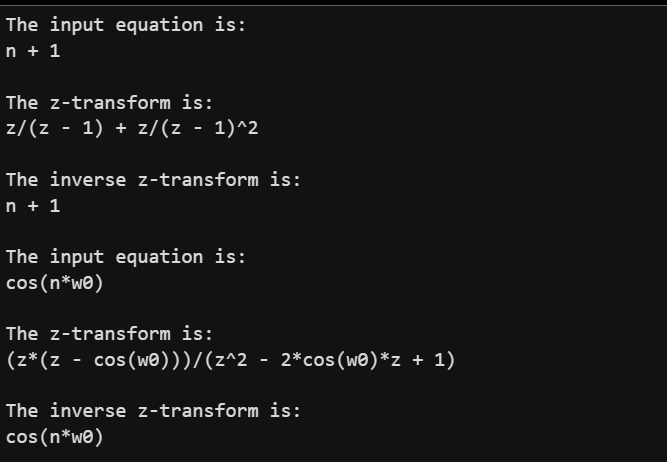 The input equation is:
n + 1
The z-transform is:
z/(z - 1) + z/(z - 1)^2
The inverse z-transform is:
n + 1
The input equation is:
cos(n*w0)
The z-transform is:
(z*(z - cos(w0)))/(z^2 - 2*cos(w0)*z + 1)
The inverse z-transform is:
cos(n*w0)